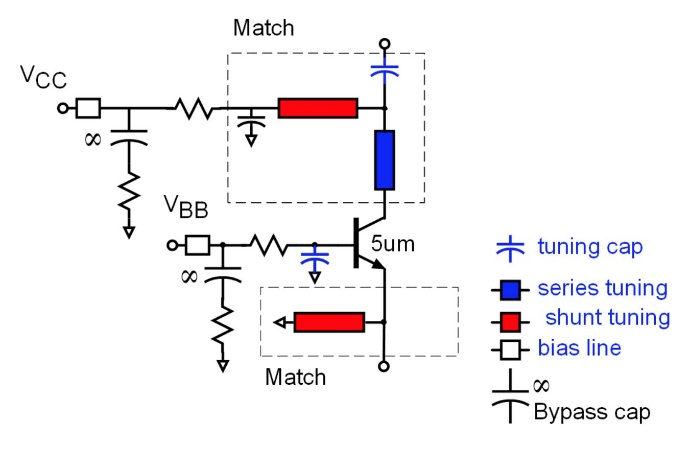 Match
VCC
∞
VBB
5um
∞
Match
tuning cap
series tuning
shunt tuning
bias line
∞
Bypass cap